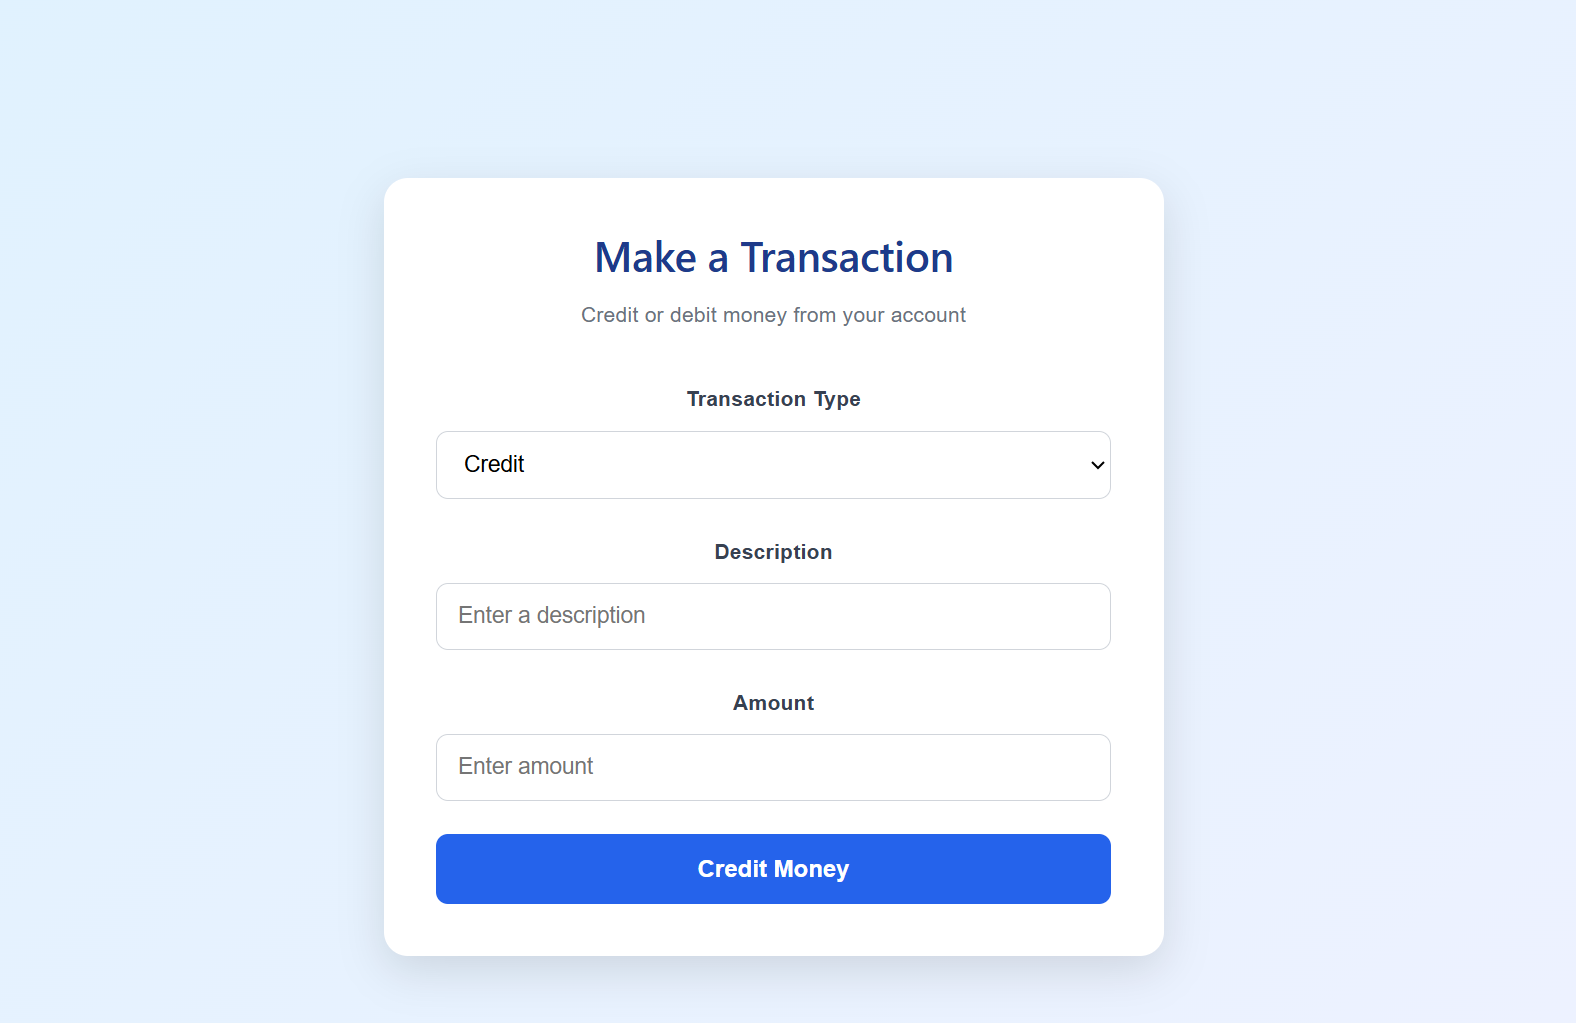 Make a Transaction
Credit or debit money from your account
Transaction Type
Credit
Description
Enter a description
Amount
Enter amount
Credit Money